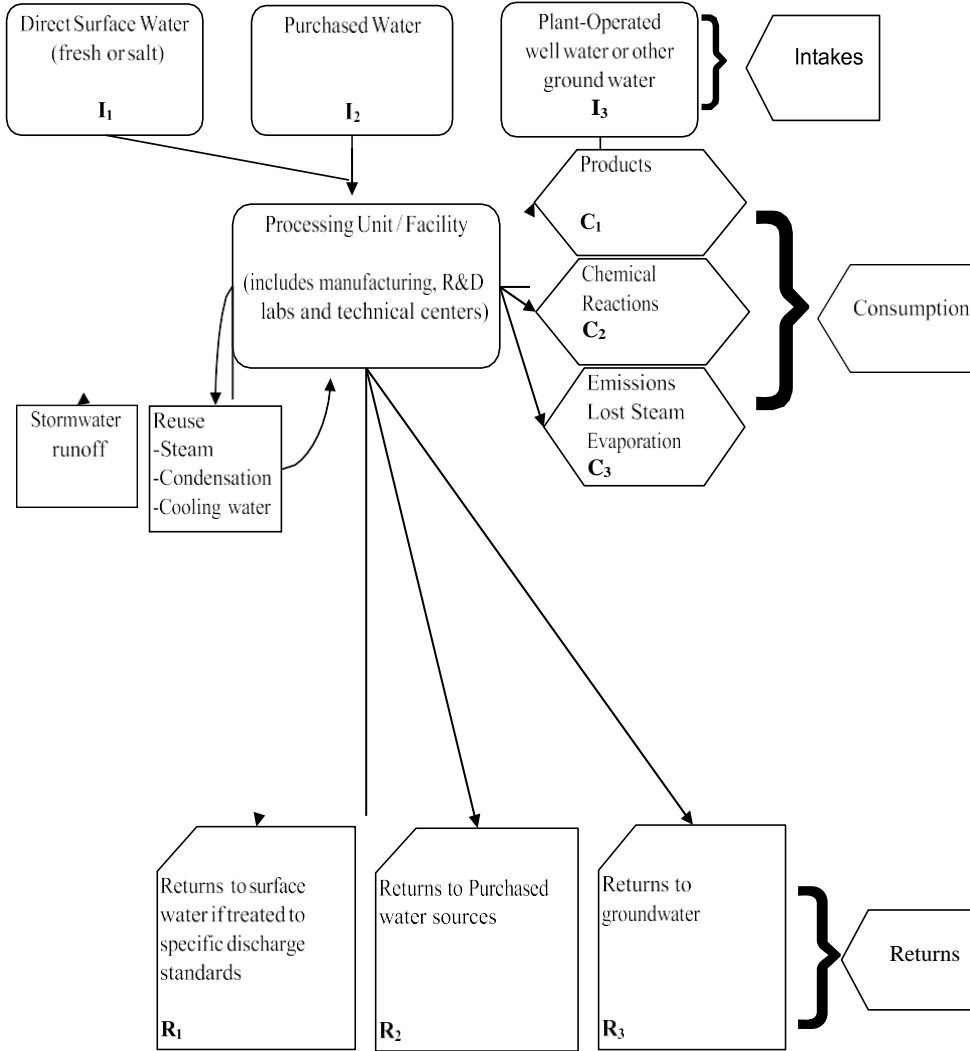 Direct Surface Water
(fresh or salt)
I1
Purchased Water
I2
Plant-Operated
well water or other
ground water
I3
Intakes
Products
C1
Processing Unit / Facility
(includes manufacturing, R&D
labs and technical centers)
Chemical
Reactions
C2
Consumption
Emissions
Lost Steam
Evaporation
C3
Stormwater
runoff
Reuse
-Steam
-Condensation
-Cooling water
Returns to surface
water if treated to
specific discharge
standards
R1
Returns to Purchased
water sources
R2
Returns to
groundwater
R3
Returns